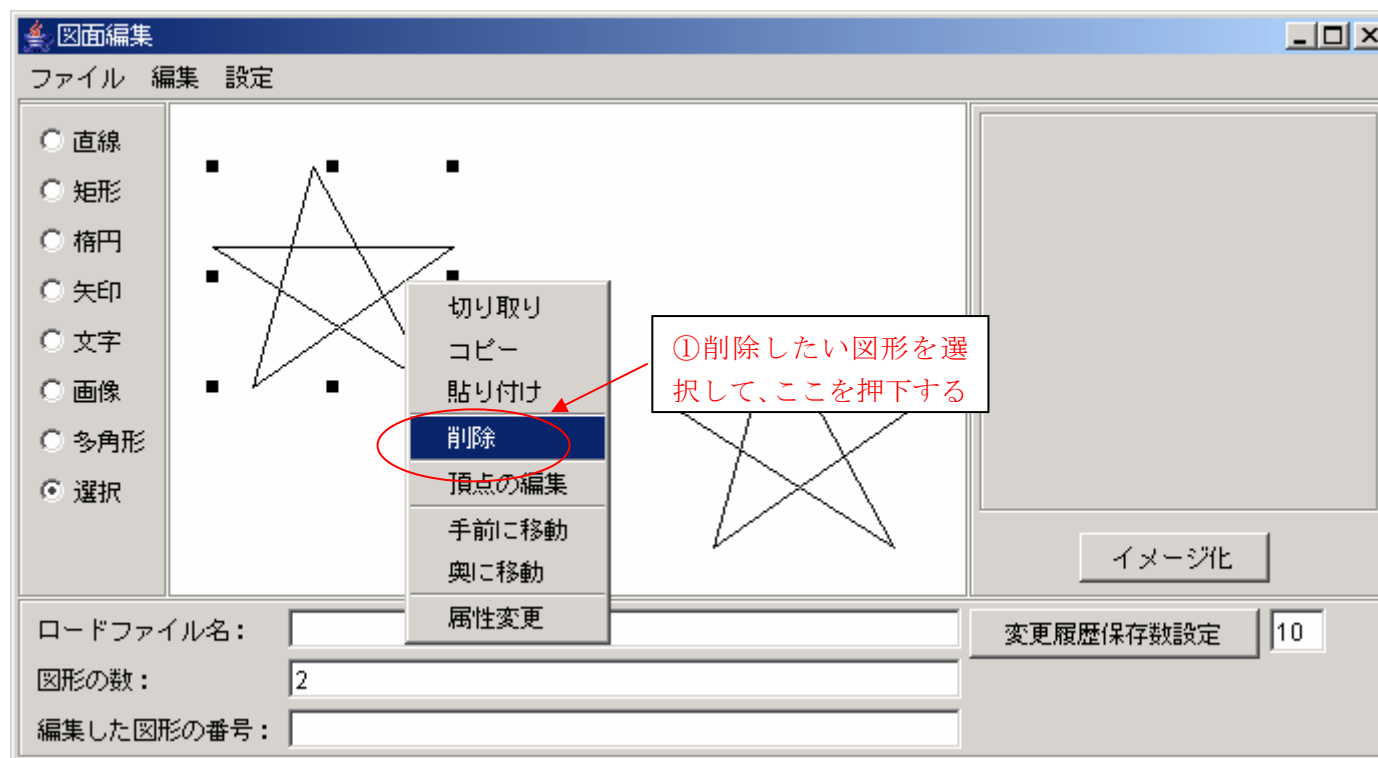 図面編集
ファイル 編集 設定
直線
矩形
楕円
矢印
文字
画像
多角形
選択
切り取り
コピー
貼り付け
削除
頂点の編集
手前に移動
奥に移動
属性変更
①削除したい図形を選
択して、ここを押下する
イメージ化
ロードファイル名：
変更履歴保存数設定 10
図形の数： 2
編集した図形の番号：